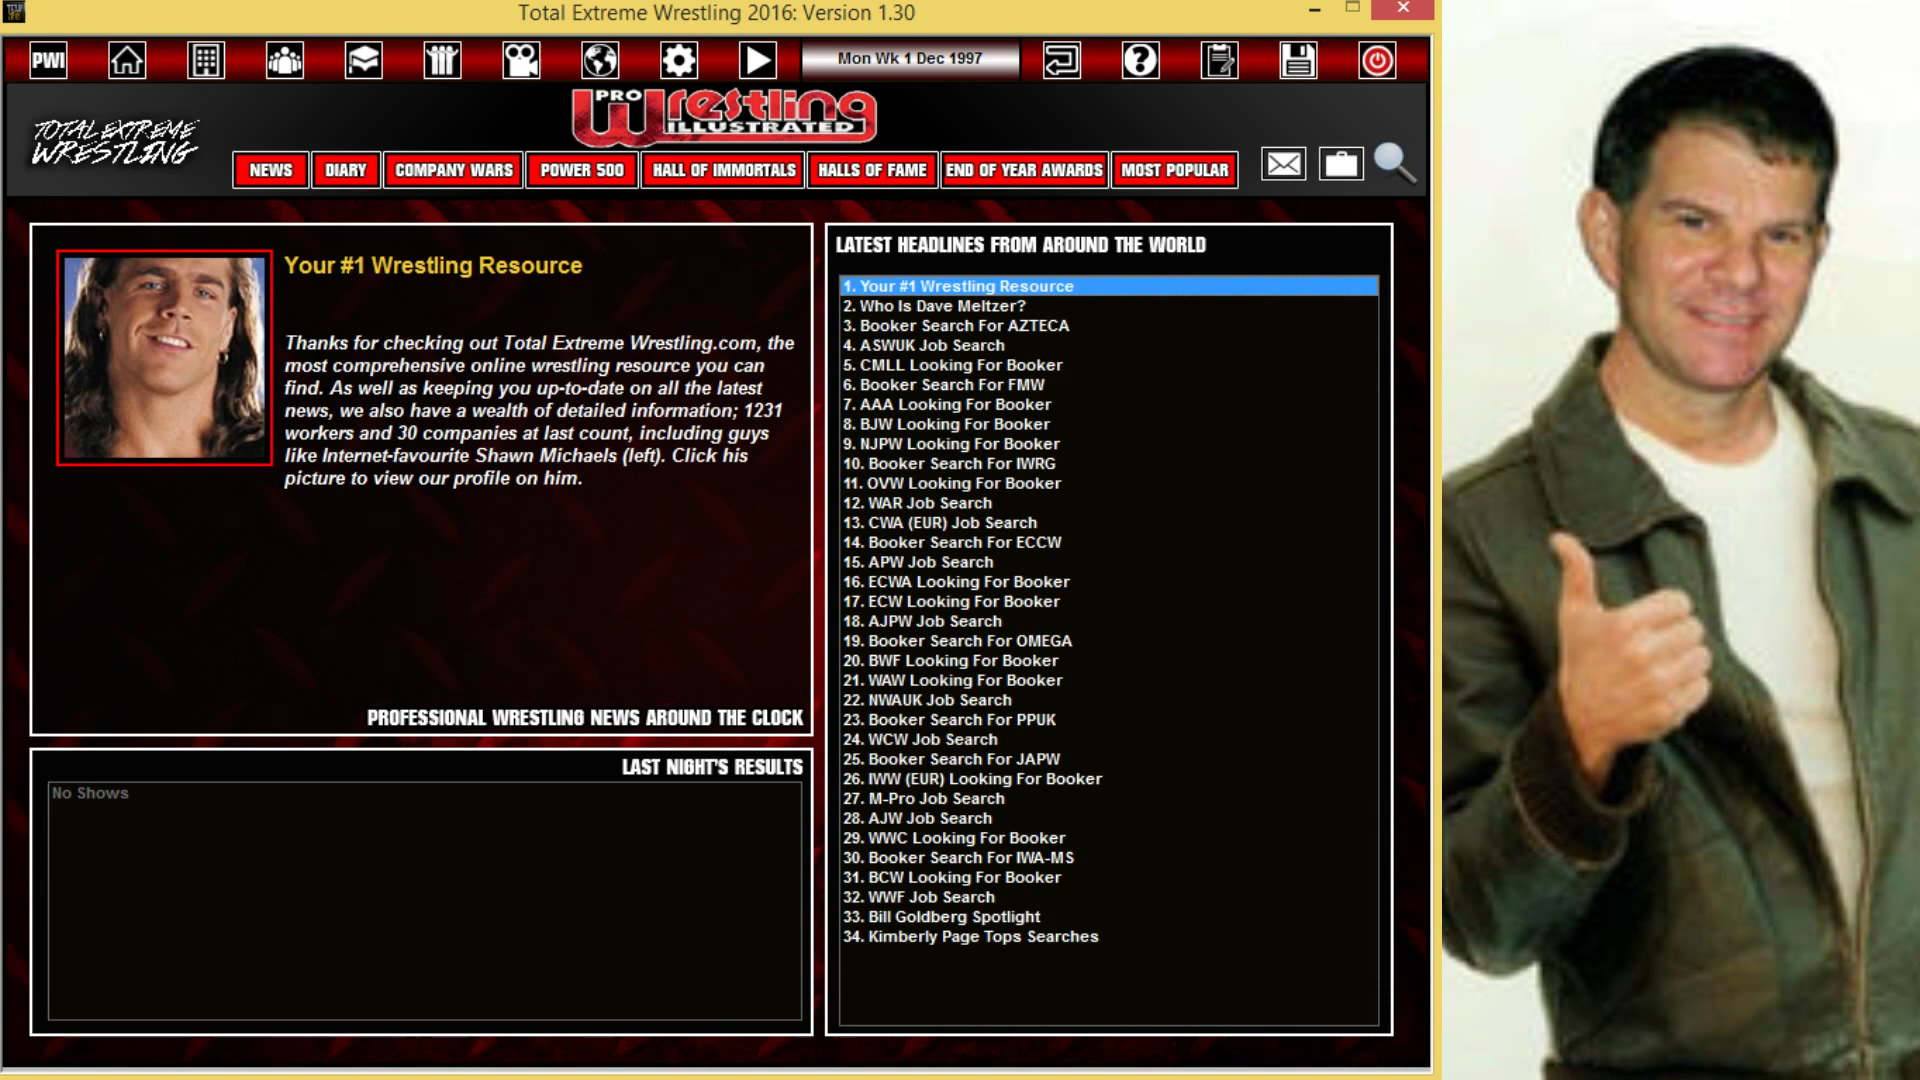 Total Extreme Wrestling 2016: Version 1.30
PWI
Mon Wk 1 Dec 1997
TOTAL EXTREME
WRESTLING
PRO
Wrestling
ILLUSTRATED
NEWS
DIARY
COMPANY WARS
POWER 500
HALL OF IMMORTALS
HALLS OF FAME
END OF YEAR AWARDS
MOST POPULAR
Your #1 Wrestling Resource
Thanks for checking out Total Extreme Wrestling.com, the
most comprehensive online wrestling resource you can
find. As well as keeping you up-to-date on all the latest
news, we also have a wealth of detailed information; 1231
workers and 30 companies at last count, including guys
like Internet-favourite Shawn Michaels (left). Click his
picture to view our profile on him.
PROFESSIONAL WRESTLING NEWS AROUND THE CLOCK
LAST NIGHT'S RESULTS
No Shows
LATEST HEADLINES FROM AROUND THE WORLD
1. Your #1 Wrestling Resource
2. Who Is Dave Meltzer?
3. Booker Search For AZTECA
4. ASWUK Job Search
5. CMLL Looking For Booker
6. Booker Search For FMW
7. AAA Looking For Booker
8. BJW Looking For Booker
9. NJPW Looking For Booker
10. Booker Search For IWRG
11. OVW Looking For Booker
12. WAR Job Search
13. CWA (EUR) Job Search
14. Booker Search For ECCW
15. APW Job Search
16. ECWA Looking For Booker
17. ECW Looking For Booker
18. AJPW Job Search
19. Booker Search For OMEGA
20. BWF Looking For Booker
21. WAW Looking For Booker
22. NWAUK Job Search
23. Booker Search For PPUK
24. WCW Job Search
25. Booker Search For JAPW
26. IWW (EUR) Looking For Booker
27. M-Pro Job Search
28. AJW Job Search
29. WWC Looking For Booker
30. Booker Search For IWA-MS
31. BCW Looking For Booker
32. WWF Job Search
33. Bill Goldberg Spotlight
34. Kimberly Page Tops Searches